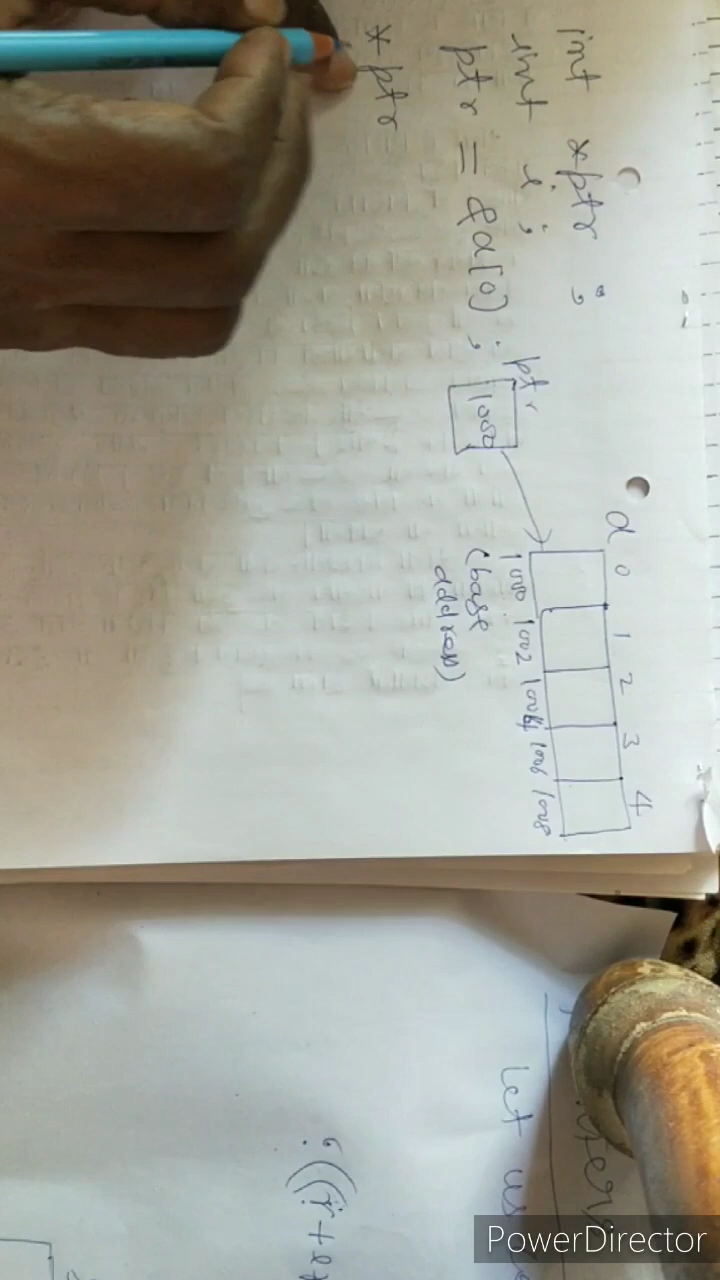 int *ptr ;
int i ;
ptr = &a[0] ;
*ptr
ptr
1000
a 0 1 2 3 4
1000 1002 1004 1006 1008
(base
address)
Let us
PowerDirector